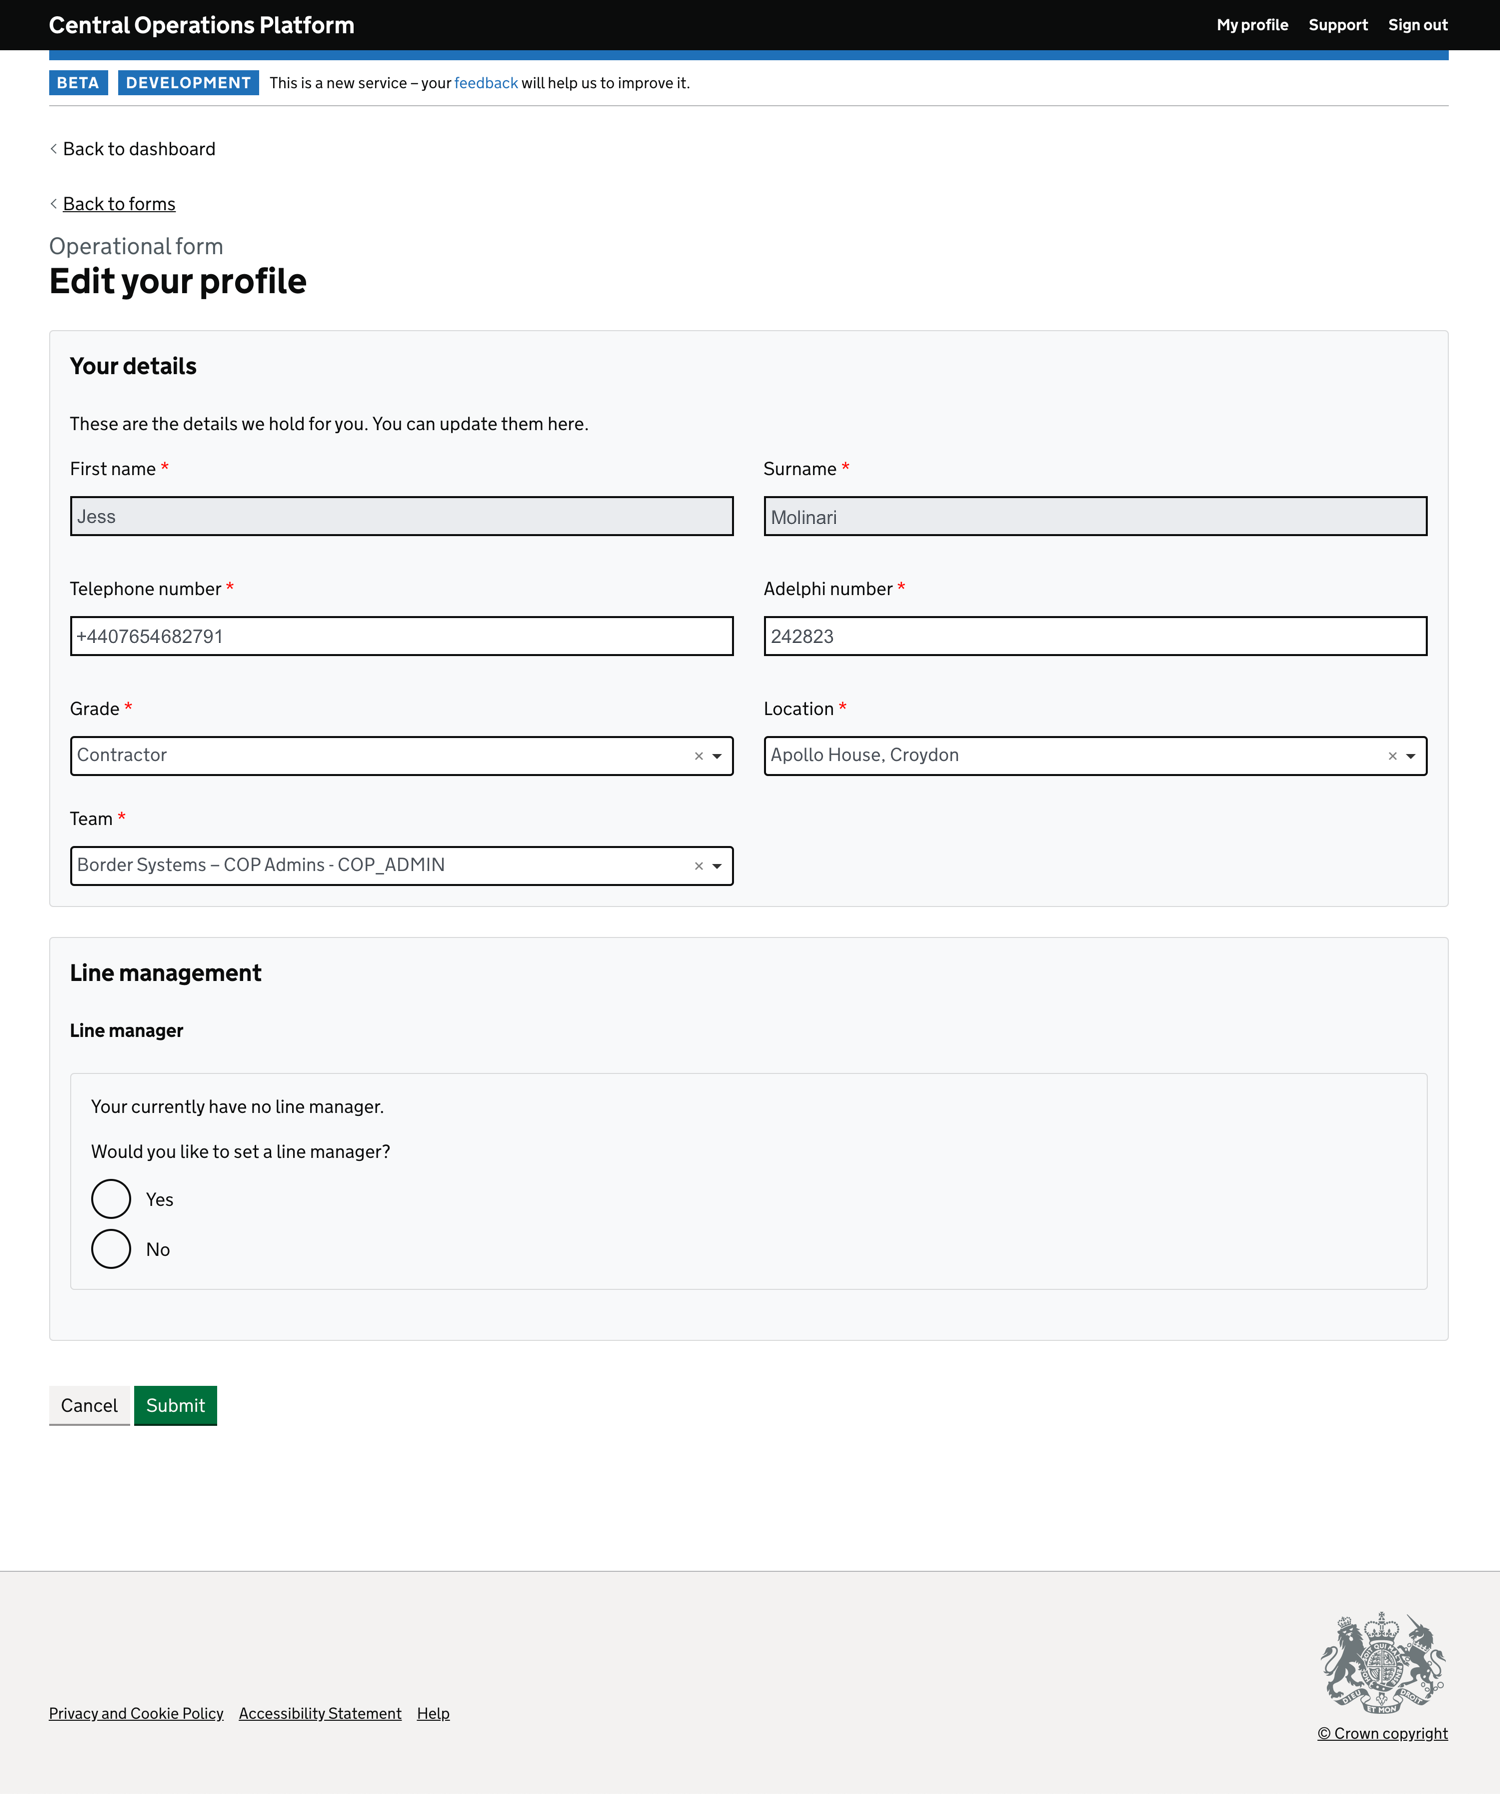 Central Operations Platform
My profile Support Sign out
BETA DEVELOPMENT This is a new service – your feedback will help us to improve it.
Back to dashboard
Back to forms
Operational form
Edit your profile
Your details
These are the details we hold for you. You can update them here.
First name * Surname *
Jess Molinari
Telephone number * Adelphi number *
+4407654682791 242823
Grade * Location *
Contractor × Apollo House, Croydon ×
Team *
Border Systems – COP Admins - COP_ADMIN ×
Line management
Line manager
Your currently have no line manager.
Would you like to set a line manager?
Yes
No
Cancel Submit
DIEU ET MON DROIT
Privacy and Cookie Policy Accessibility Statement Help
© Crown copyright